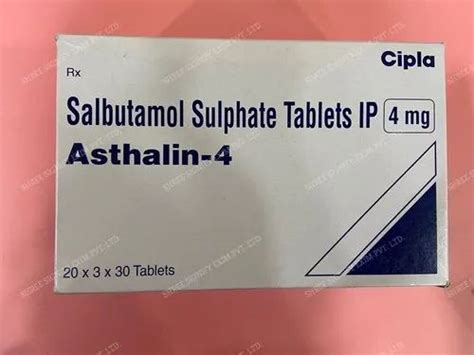 Cipla
Rx
Salbutamol Sulphate Tablets IP 4 mg
Asthalin-4
20 x 3 x 30 Tablets